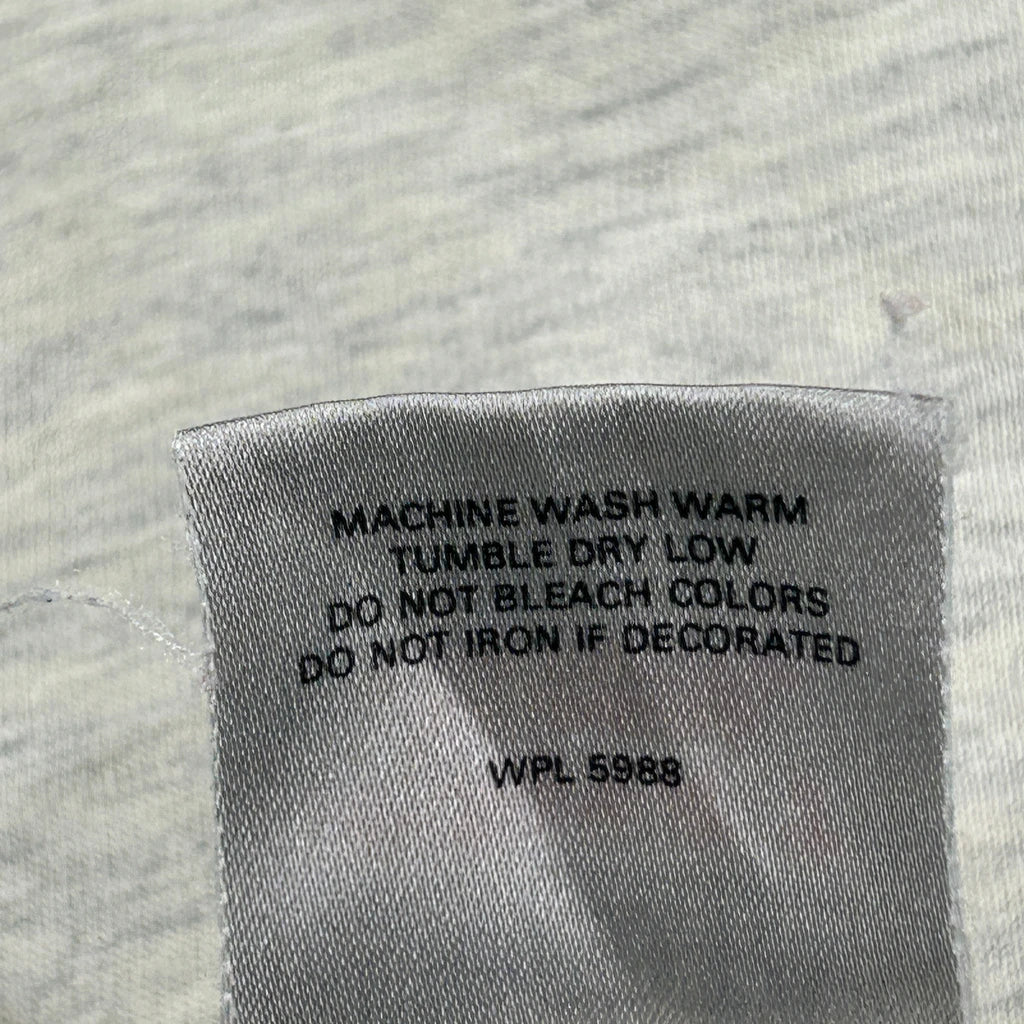 MACHINE WASH WARM
TUMBLE DRY LOW
DO NOT BLEACH COLORS
DO NOT IRON IF DECORATED
WPL 5988